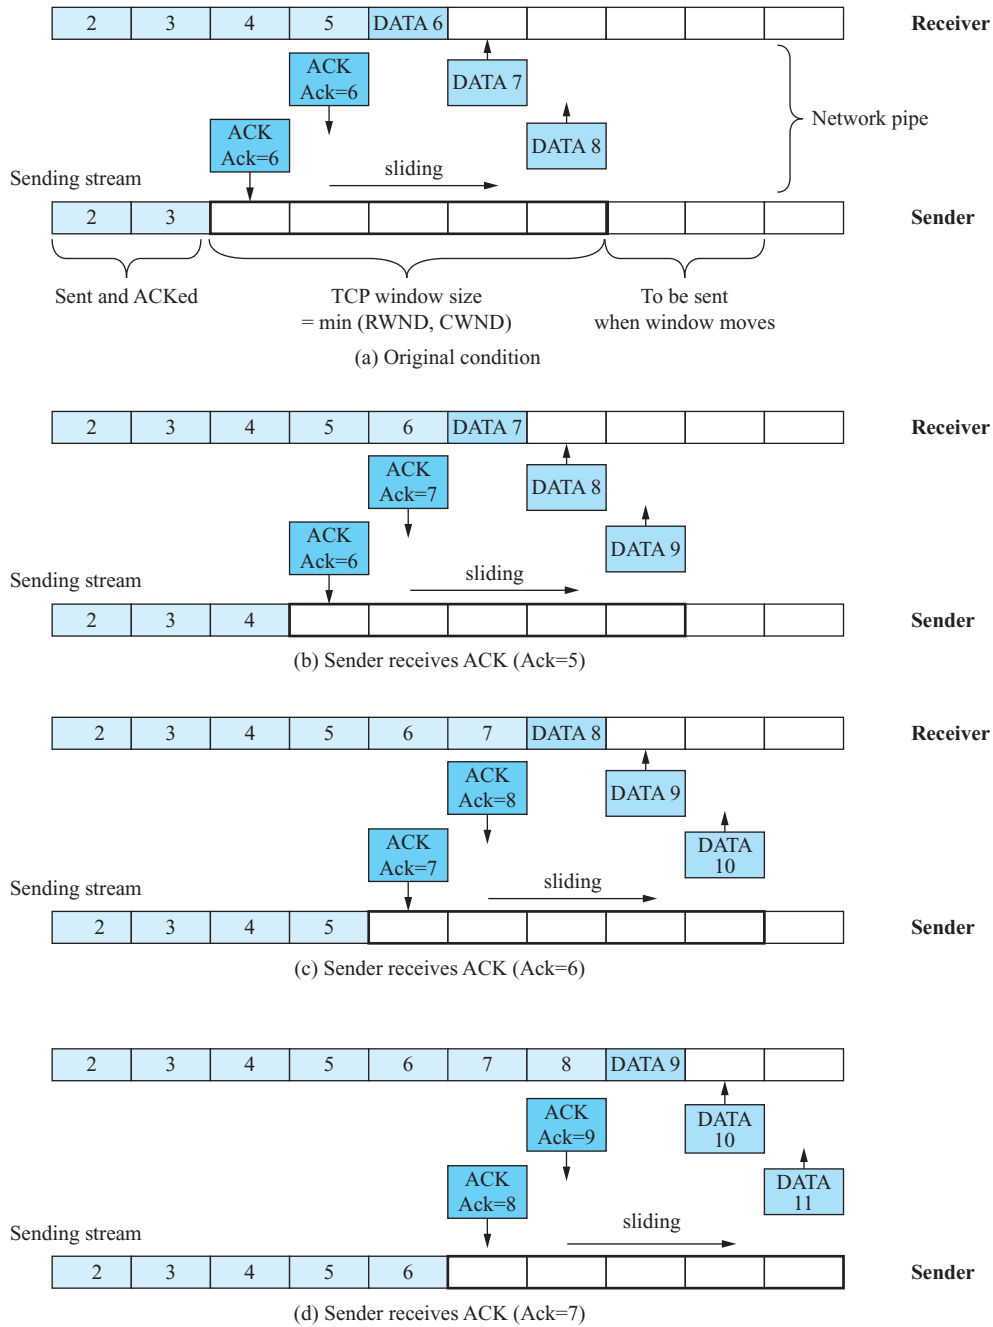 2 3 4 5 DATA 6 Receiver
ACK
Ack=6
DATA 7
Network pipe
ACK
Ack=6
DATA 8
Sending stream
sliding
2 3 Sender
Sent and ACKed
TCP window size
= min (RWND, CWND)
To be sent
when window moves
(a) Original condition
2 3 4 5 6 DATA 7 Receiver
ACK
Ack=7
DATA 8
ACK
Ack=6
DATA 9
Sending stream
sliding
2 3 4 Sender
(b) Sender receives ACK (Ack=5)
2 3 4 5 6 7 DATA 8 Receiver
ACK
Ack=8
DATA 9
ACK
Ack=7
DATA
10
Sending stream
sliding
2 3 4 5 Sender
(c) Sender receives ACK (Ack=6)
2 3 4 5 6 7 8 DATA 9
ACK
Ack=9
DATA
10
ACK
Ack=8
DATA
11
Sending stream
sliding
2 3 4 5 6 Sender
(d) Sender receives ACK (Ack=7)